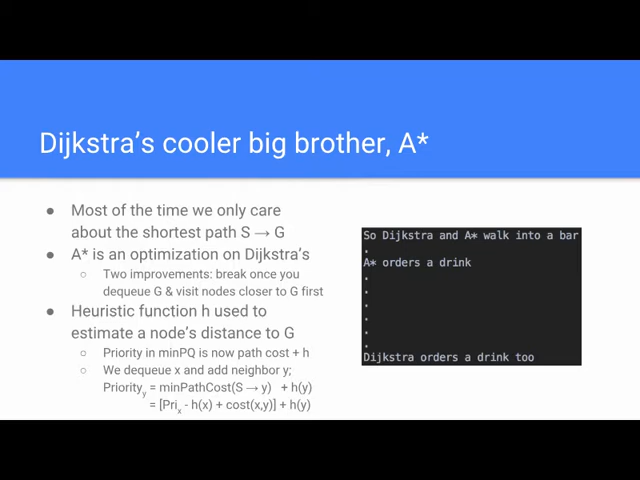 Dijkstra's cooler big brother, A*
● Most of the time we only care
about the shortest path S → G
● A* is an optimization on Dijkstra's
○ Two improvements: break once you
dequeue G & visit nodes closer to G first
● Heuristic function h used to
estimate a node's distance to G
○ Priority in minPQ is now path cost + h
○ We dequeue x and add neighbor y;
Priority_y = minPathCost(S → y) + h(y)
= [Pri_x - h(x) + cost(x,y)] + h(y)
So Dijkstra and A* walk into a bar
.
A* orders a drink
.
.
.
.
.
.
Dijkstra orders a drink too